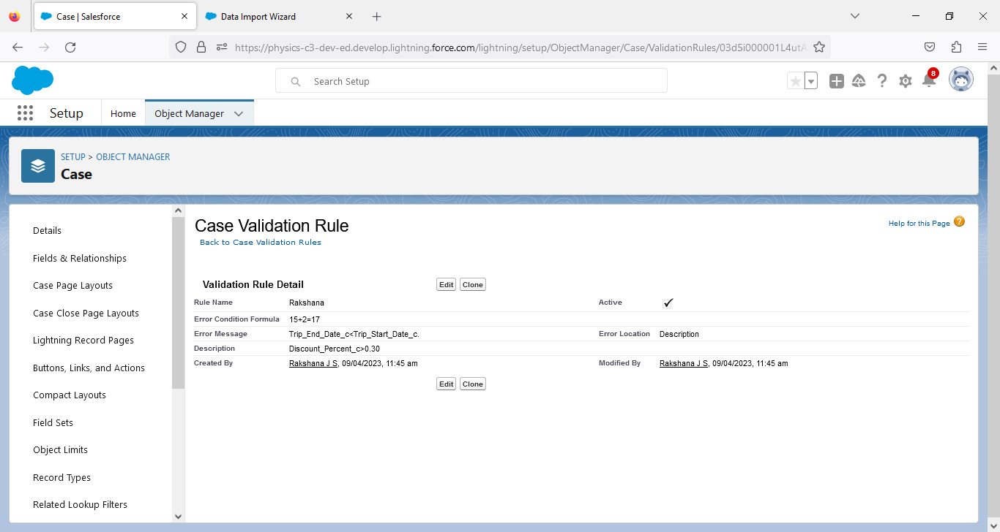 Case | Salesforce
Data Import Wizard
https://physics-c3-dev-ed.develop.lightning.force.com/lightning/setup/ObjectManager/Case/ValidationRules/03d5i000001L4utA
Search Setup
8
Setup
Home
Object Manager
SETUP > OBJECT MANAGER
Case
Details
Fields & Relationships
Case Page Layouts
Case Close Page Layouts
Lightning Record Pages
Buttons, Links, and Actions
Compact Layouts
Field Sets
Object Limits
Record Types
Related Lookup Filters
Case Validation Rule
Help for this Page ?
Back to Case Validation Rules
Validation Rule Detail Edit Clone
Rule Name Rakshana Active ✓
Error Condition Formula 15+2=17
Error Message Trip_End_Date_c<Trip_Start_Date_c. Error Location Description
Description Discount_Percent_c>0.30
Created By Rakshana J S, 09/04/2023, 11:45 am Modified By Rakshana J S, 09/04/2023, 11:45 am
Edit Clone